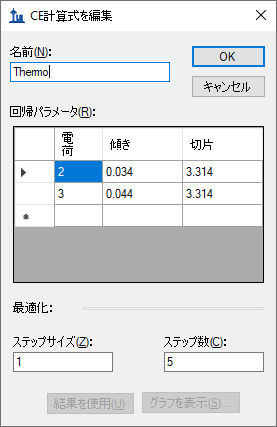 CE計算式を編集
名前(N):
Thermo
OK
キャンセル
回帰パラメータ(R):
電荷 傾き 切片
2 0.034 3.314
3 0.044 3.314
最適化:
ステップサイズ(Z): ステップ数(C):
1 5
結果を使用(U) グラフを表示(S)...